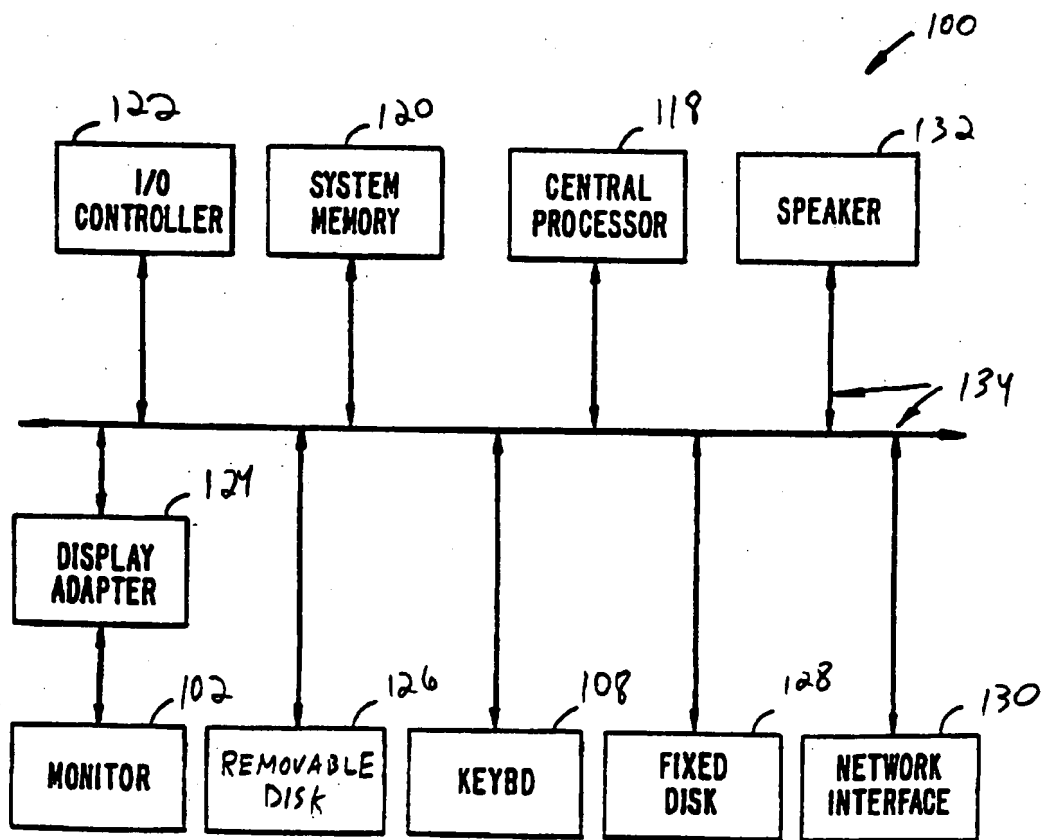 100
122
120
118
132
I/O
CONTROLLER
SYSTEM
MEMORY
CENTRAL
PROCESSOR
SPEAKER
134
124
DISPLAY
ADAPTER
102
126
108
128
130
MONITOR
REMOVABLE
DISK
KEYBD
FIXED
DISK
NETWORK
INTERFACE